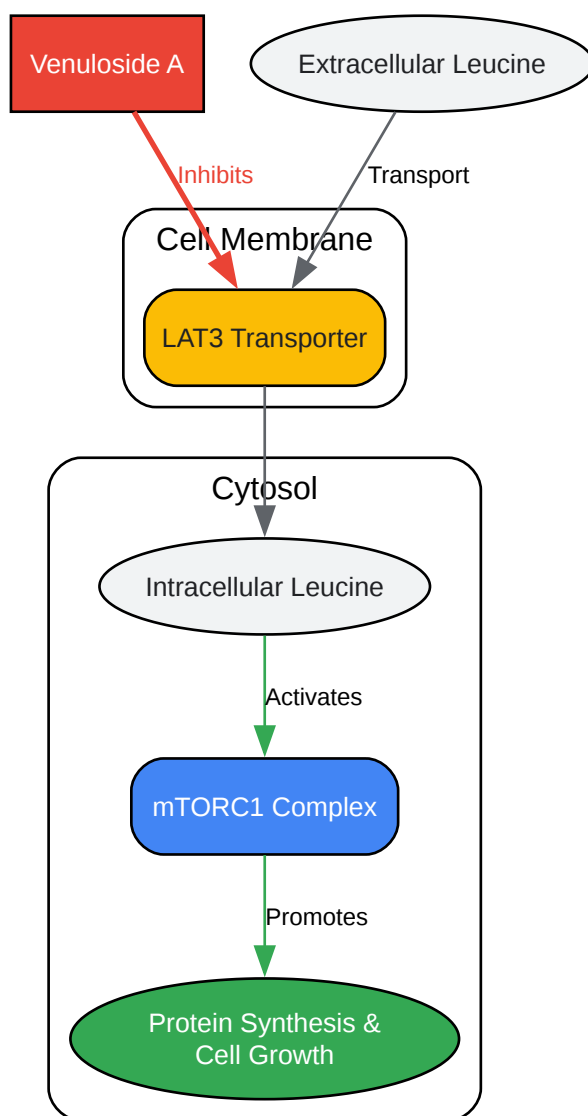 Venuloside A
Extracellular Leucine
Inhibits
Transport
Cell Membrane
LAT3 Transporter
Cytosol
Intracellular Leucine
Activates
mTORC1 Complex
Promotes
Protein Synthesis &
Cell Growth